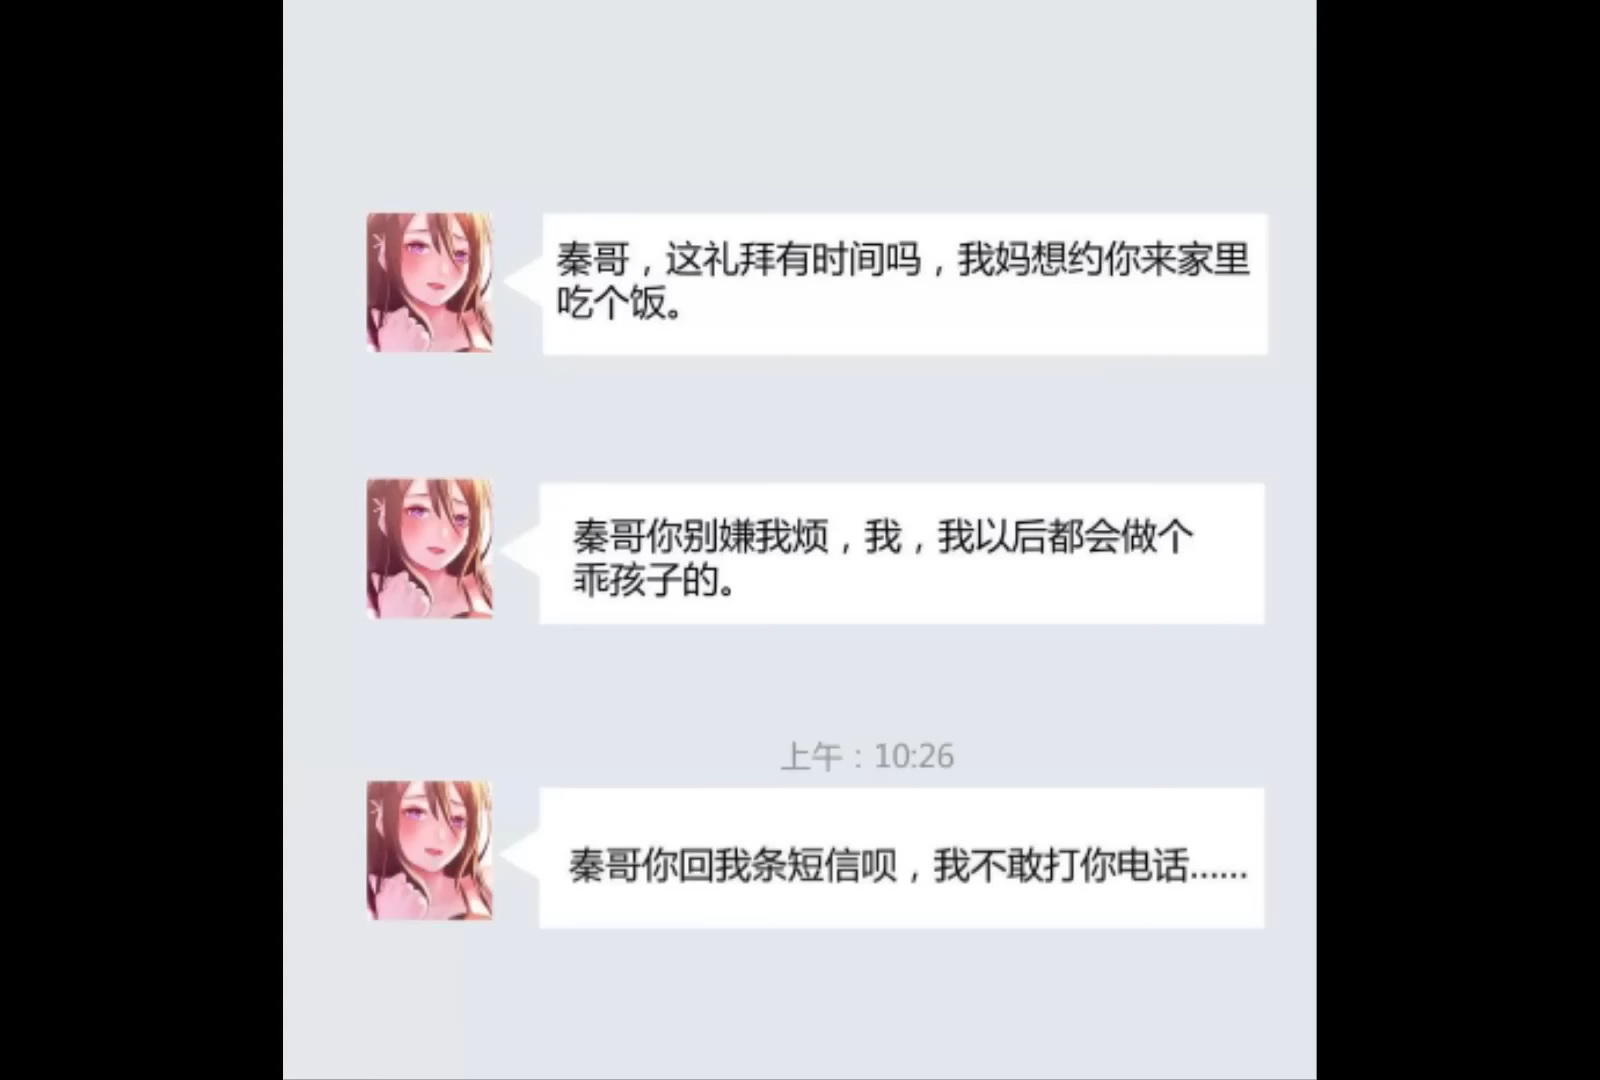 秦哥，这礼拜有时间吗，我妈想约你来家里
吃个饭。
秦哥你别嫌我烦，我，我以后都会做个
乖孩子的。
上午：10:26
秦哥你回我条短信呗，我不敢打你电话……